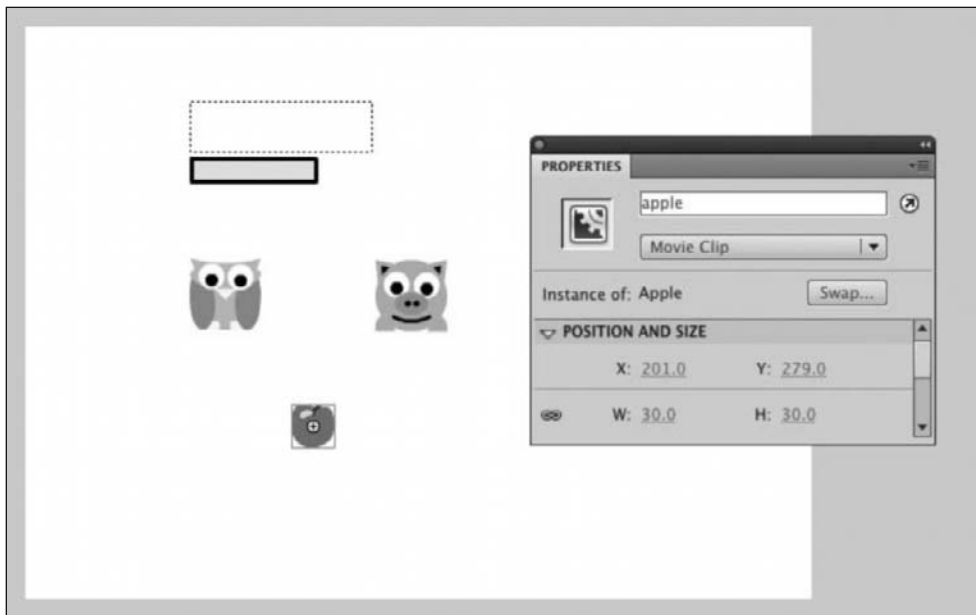 PROPERTIES
apple
Movie Clip
Instance of: Apple
Swap...
POSITION AND SIZE
X: 201.0 Y: 279.0
W: 30.0 H: 30.0